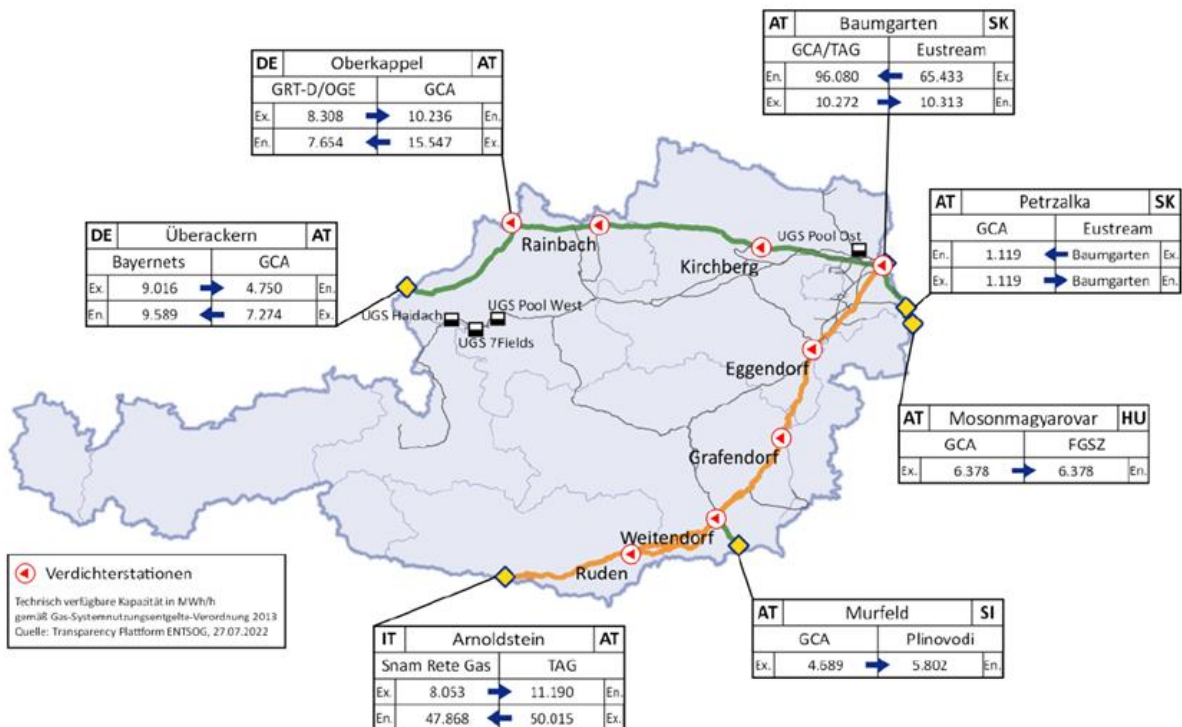 AT Baumgarten SK
GCA/TAG Eustream
En. 96.080 65.433 Ex.
Ex. 10.272 10.313 En.
DE Oberkappel AT
GRT-D/OGE GCA
Ex. 8.308 10.236 En.
En. 7.654 15.547 Ex.
AT Petrzalka SK
GCA Eustream
En. 1.119 Baumgarten Ex.
Ex. 1.119 Baumgarten En.
DE Überackern AT
Bayernets GCA
Ex. 9.016 4.750 En.
En. 9.589 7.274 Ex.
Rainbach
Kirchberg
UGS Pool Ost
UGS Pool West
UGS Haidach
UGS 7Fields
Eggendorf
AT Mosonmagyarovar HU
GCA FGSZ
Ex. 6.378 6.378 En.
Grafendorf
Weitendorf
Ruden
Verdichterstationen
Technisch verfügbare Kapazität in MWh/h
gemäß Gas-Systemnutzungsentgelte-Verordnung 2013
Quelle: Transparency Plattform ENTSOG, 27.07.2022
AT Murfeld SI
GCA Plinovodi
Ex. 4.689 5.802 En.
IT Arnoldstein AT
Snam Rete Gas TAG
Ex. 8.053 11.190 En.
En. 47.868 50.015 Ex.